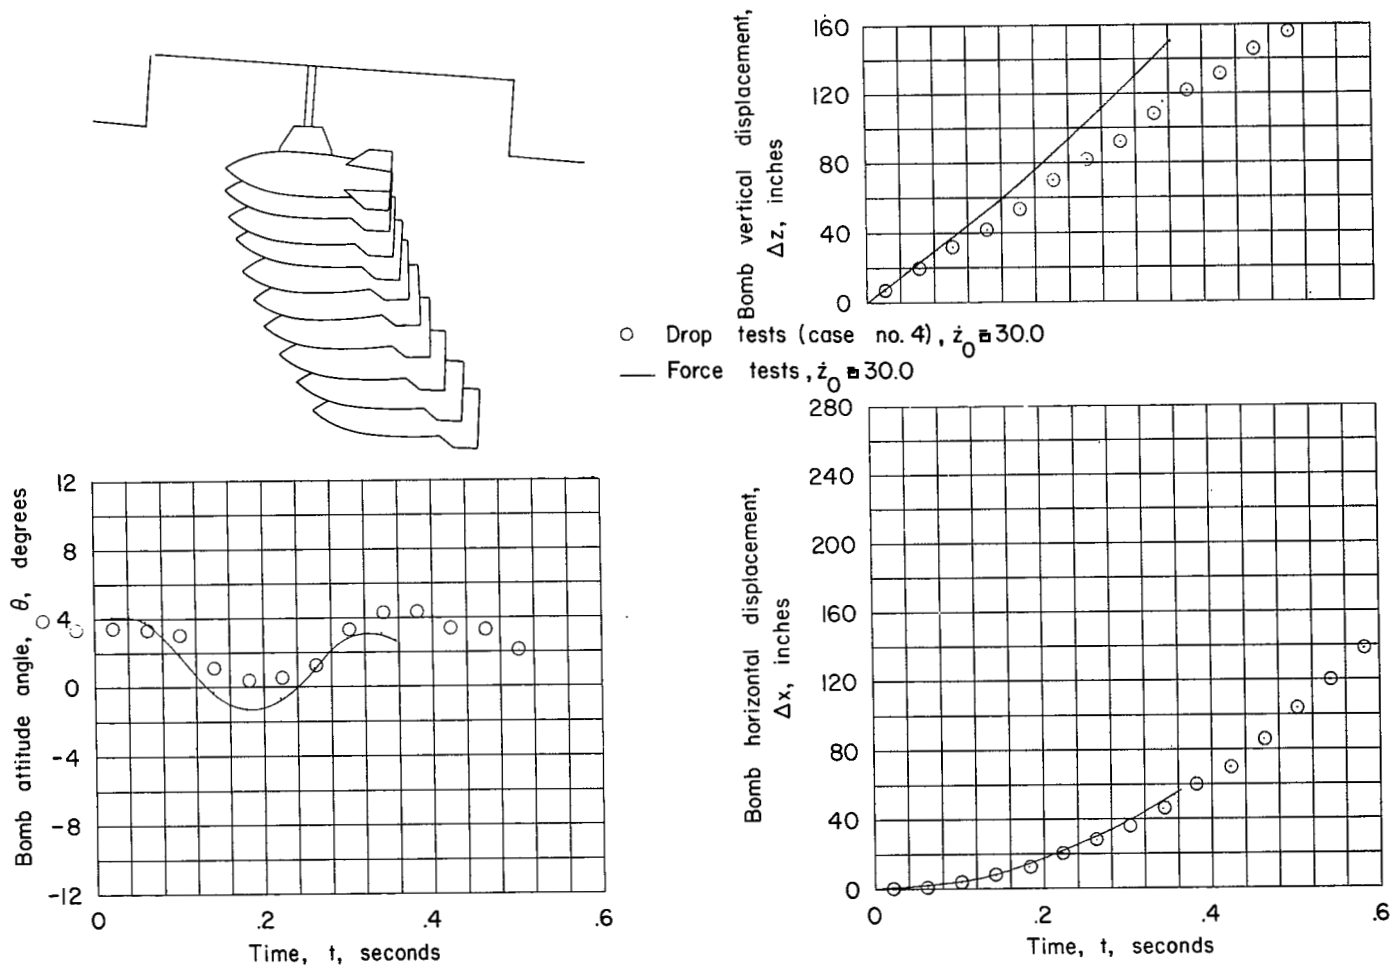 Bomb vertical displacement,
Δz, inches
160
120
80
40
0
○ Drop tests (case no. 4), ż₀ = 30.0
— Force tests, ż₀ = 30.0
Bomb attitude angle, θ, degrees
12
8
4
0
-4
-8
-12
0 .2 .4 .6
Time, t, seconds
Bomb horizontal displacement,
Δx, inches
280
240
200
160
120
80
40
0
0 .2 .4 .6
Time, t, seconds